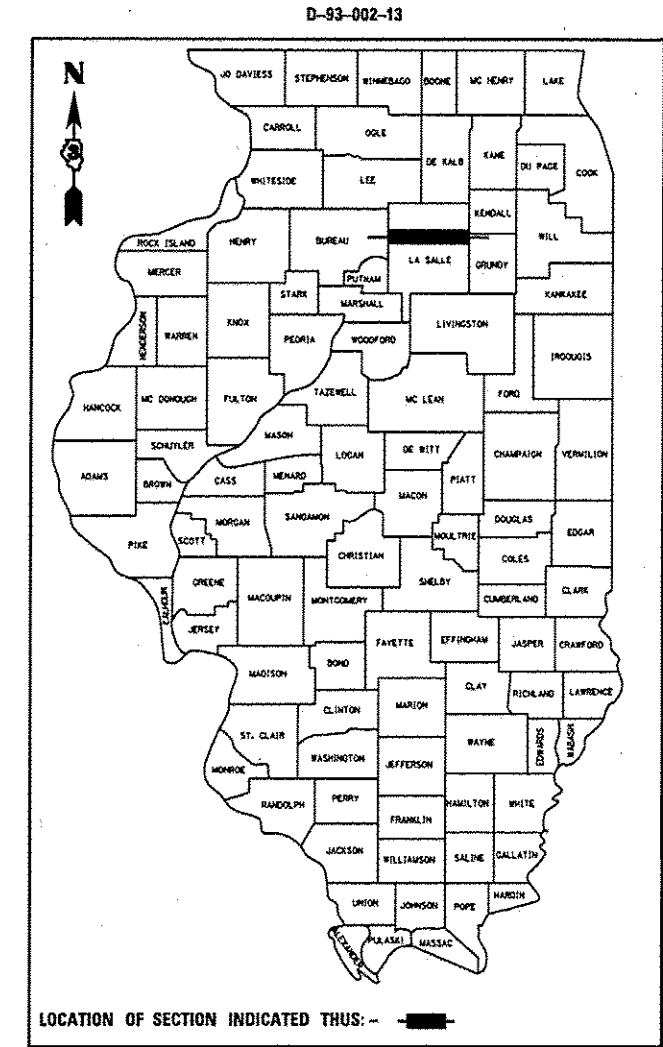 D-93-002-13
N
JO DAVIESS STEPHENSON WINNEBAGO BOONE MC HENRY LAKE
CARROLL OGLE DE KALB KANE DU PAGE COOK
WHITESIDE LEE
KENDALL
ROCK ISLAND HENRY BUREAU LA SALLE GRUNDY WILL
MERCER PUTNAM
STARK MARSHALL KANKAKEE
HENDERSON WARREN KNOX PEORIA WOODFORD LIVINGSTON IROQUOIS
HANCOCK MC DONOUGH FULTON TAZEWELL MC LEAN FORD
MASON
SCHUYLER LOGAN DE WITT CHAMPAIGN VERMILION
ADAMS BROWN CASS MENARD PIATT
MACON
PIKE SCOTT MORGAN SANGAMON MOULTRIE DOUGLAS EDGAR
CHRISTIAN COLES
CALHOUN GREENE MACOUPIN MONTGOMERY SHELBY CUMBERLAND CLARK
JERSEY
FAYETTE EFFINGHAM JASPER CRAWFORD
MADISON BOND
CLAY RICHLAND LAWRENCE
CLINTON MARION
ST. CLAIR WAYNE EDWARDS WABASH
WASHINGTON JEFFERSON
MONROE
RANDOLPH PERRY HAMILTON WHITE
FRANKLIN
JACKSON WILLIAMSON SALINE GALLATIN
UNION JOHNSON POPE HARDIN
ALEXANDER PULASKI MASSAC
LOCATION OF SECTION INDICATED THUS: -